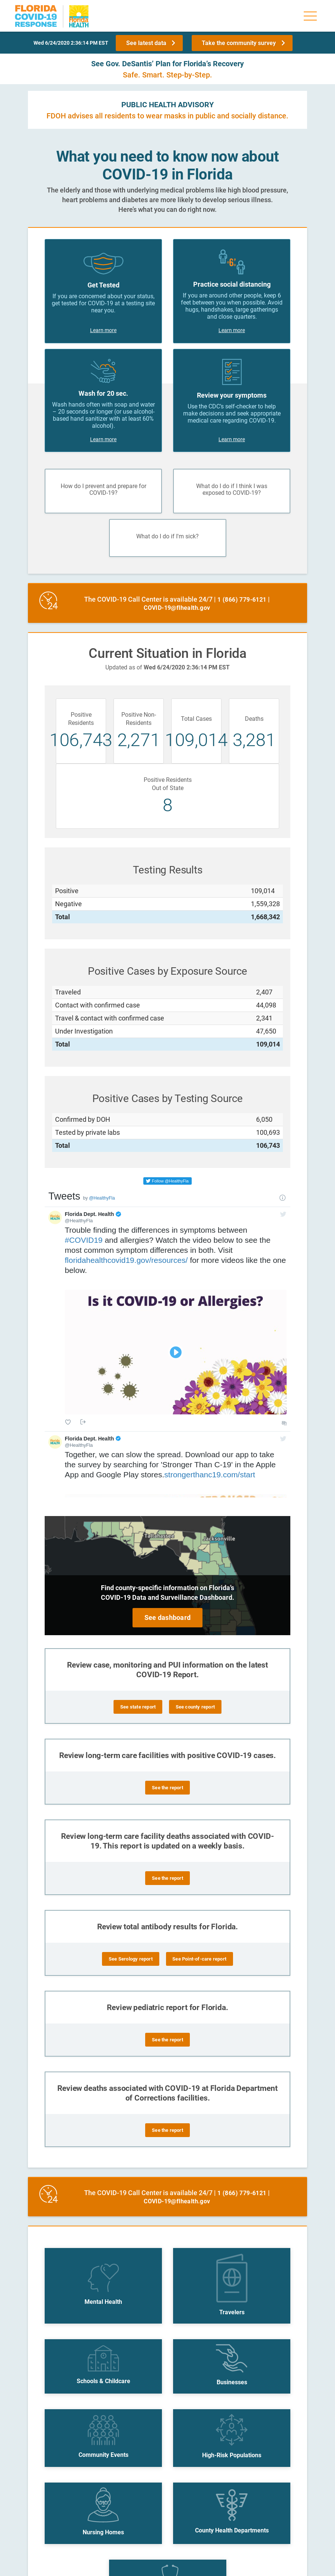 FLORIDA
COVID-19
RESPONSE
Florida
HEALTH
Wed 6/24/2020 2:36:14 PM EST
See latest data
Take the community survey
See Gov. DeSantis' Plan for Florida's Recovery
Safe. Smart. Step-by-Step.
PUBLIC HEALTH ADVISORY
FDOH advises all residents to wear masks in public and socially distance.
What you need to know now about
COVID-19 in Florida
The elderly and those with underlying medical problems like high blood pressure,
heart problems and diabetes are more likely to develop serious illness.
Here's what you can do right now.
Get Tested
If you are concerned about your status,
get tested for COVID-19 at a testing site
near you.
Learn more
6'
Practice social distancing
If you are around other people, keep 6
feet between you when possible. Avoid
hugs, handshakes, large gatherings
and close quarters.
Learn more
Wash for 20 sec.
Wash hands often with soap and water
– 20 seconds or longer (or use alcohol-
based hand sanitizer with at least 60%
alcohol).
Learn more
Review your symptoms
Use the CDC's self-checker to help
make decisions and seek appropriate
medical care regarding COVID-19.
Learn more
How do I prevent and prepare for
COVID-19?
What do I do if I think I was
exposed to COVID-19?
What do I do if I'm sick?
24
The COVID-19 Call Center is available 24/7 | 1 (866) 779-6121 |
COVID-19@flhealth.gov
Current Situation in Florida
Updated as of Wed 6/24/2020 2:36:14 PM EST
Positive
Residents
106,743
Positive Non-
Residents
2,271
Total Cases
109,014
Deaths
3,281
Positive Residents
Out of State
8
Testing Results
Positive 109,014
Negative 1,559,328
Total 1,668,342
Positive Cases by Exposure Source
Traveled 2,407
Contact with confirmed case 44,098
Travel & contact with confirmed case 2,341
Under Investigation 47,650
Total 109,014
Positive Cases by Testing Source
Confirmed by DOH 6,050
Tested by private labs 100,693
Total 106,743
Follow @HealthyFla
Tweets by @HealthyFla
Florida Dept. Health
@HealthyFla
Trouble finding the differences in symptoms between
#COVID19 and allergies? Watch the video below to see the
most common symptom differences in both. Visit
floridahealthcovid19.gov/resources/ for more videos like the one
below.
Is it COVID-19 or Allergies?
Florida Dept. Health
@HealthyFla
Together, we can slow the spread. Download our app to take
the survey by searching for 'Stronger Than C-19' in the Apple
App and Google Play stores.strongerthanc19.com/start
Tallahassee
Jacksonville
Find county-specific information on Florida's
COVID-19 Data and Surveillance Dashboard.
See dashboard
Review case, monitoring and PUI information on the latest
COVID-19 Report.
See state report
See county report
Review long-term care facilities with positive COVID-19 cases.
See the report
Review long-term care facility deaths associated with COVID-
19. This report is updated on a weekly basis.
See the report
Review total antibody results for Florida.
See Serology report
See Point-of-care report
Review pediatric report for Florida.
See the report
Review deaths associated with COVID-19 at Florida Department
of Corrections facilities.
See the report
24
The COVID-19 Call Center is available 24/7 | 1 (866) 779-6121 |
COVID-19@flhealth.gov
Mental Health
Travelers
Schools & Childcare
Businesses
Community Events
High-Risk Populations
Nursing Homes
County Health Departments